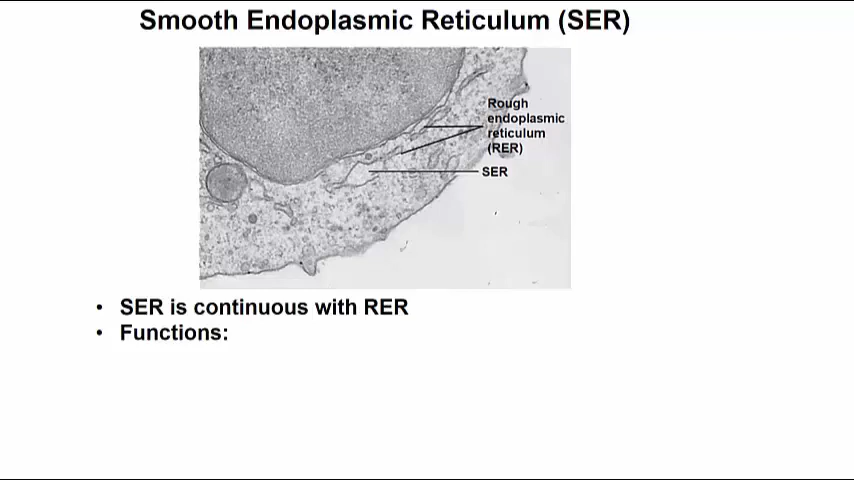 Smooth Endoplasmic Reticulum (SER)
Rough
endoplasmic
reticulum
(RER)
SER
• SER is continuous with RER
• Functions: